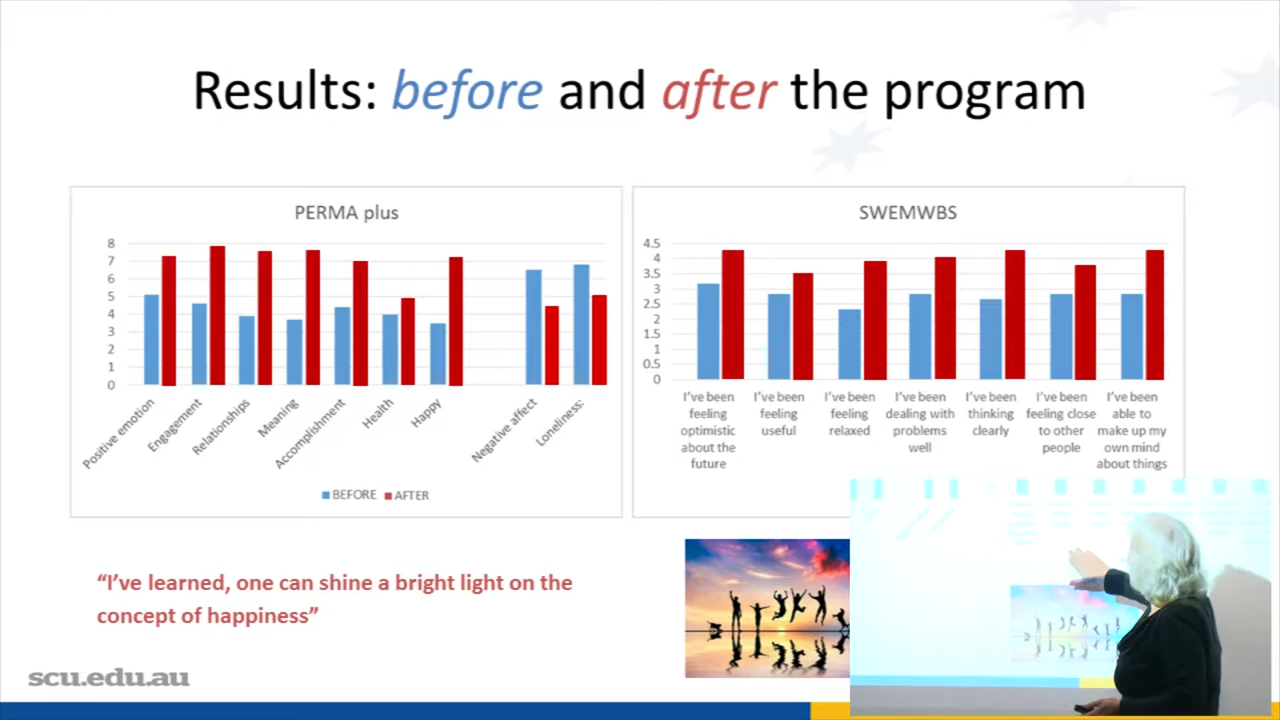 Results: before and after the program
PERMA plus
8
7
6
5
4
3
2
1
0
Positive emotion
Engagement
Relationships
Meaning
Accomplishment
Health
Happy
Negative affect
Loneliness:
BEFORE AFTER
SWEMWBS
4.5
4
3.5
3
2.5
2
1.5
1
0.5
0
I've been
feeling
optimistic
about the
future
I've been
feeling
useful
I've been
feeling
relaxed
I've been
dealing with
problems
well
I've been
thinking
clearly
I've been
feeling close
to other
people
I've been
able to
make up my
own mind
about things
“I’ve learned, one can shine a bright light on the
concept of happiness”
scu.edu.au